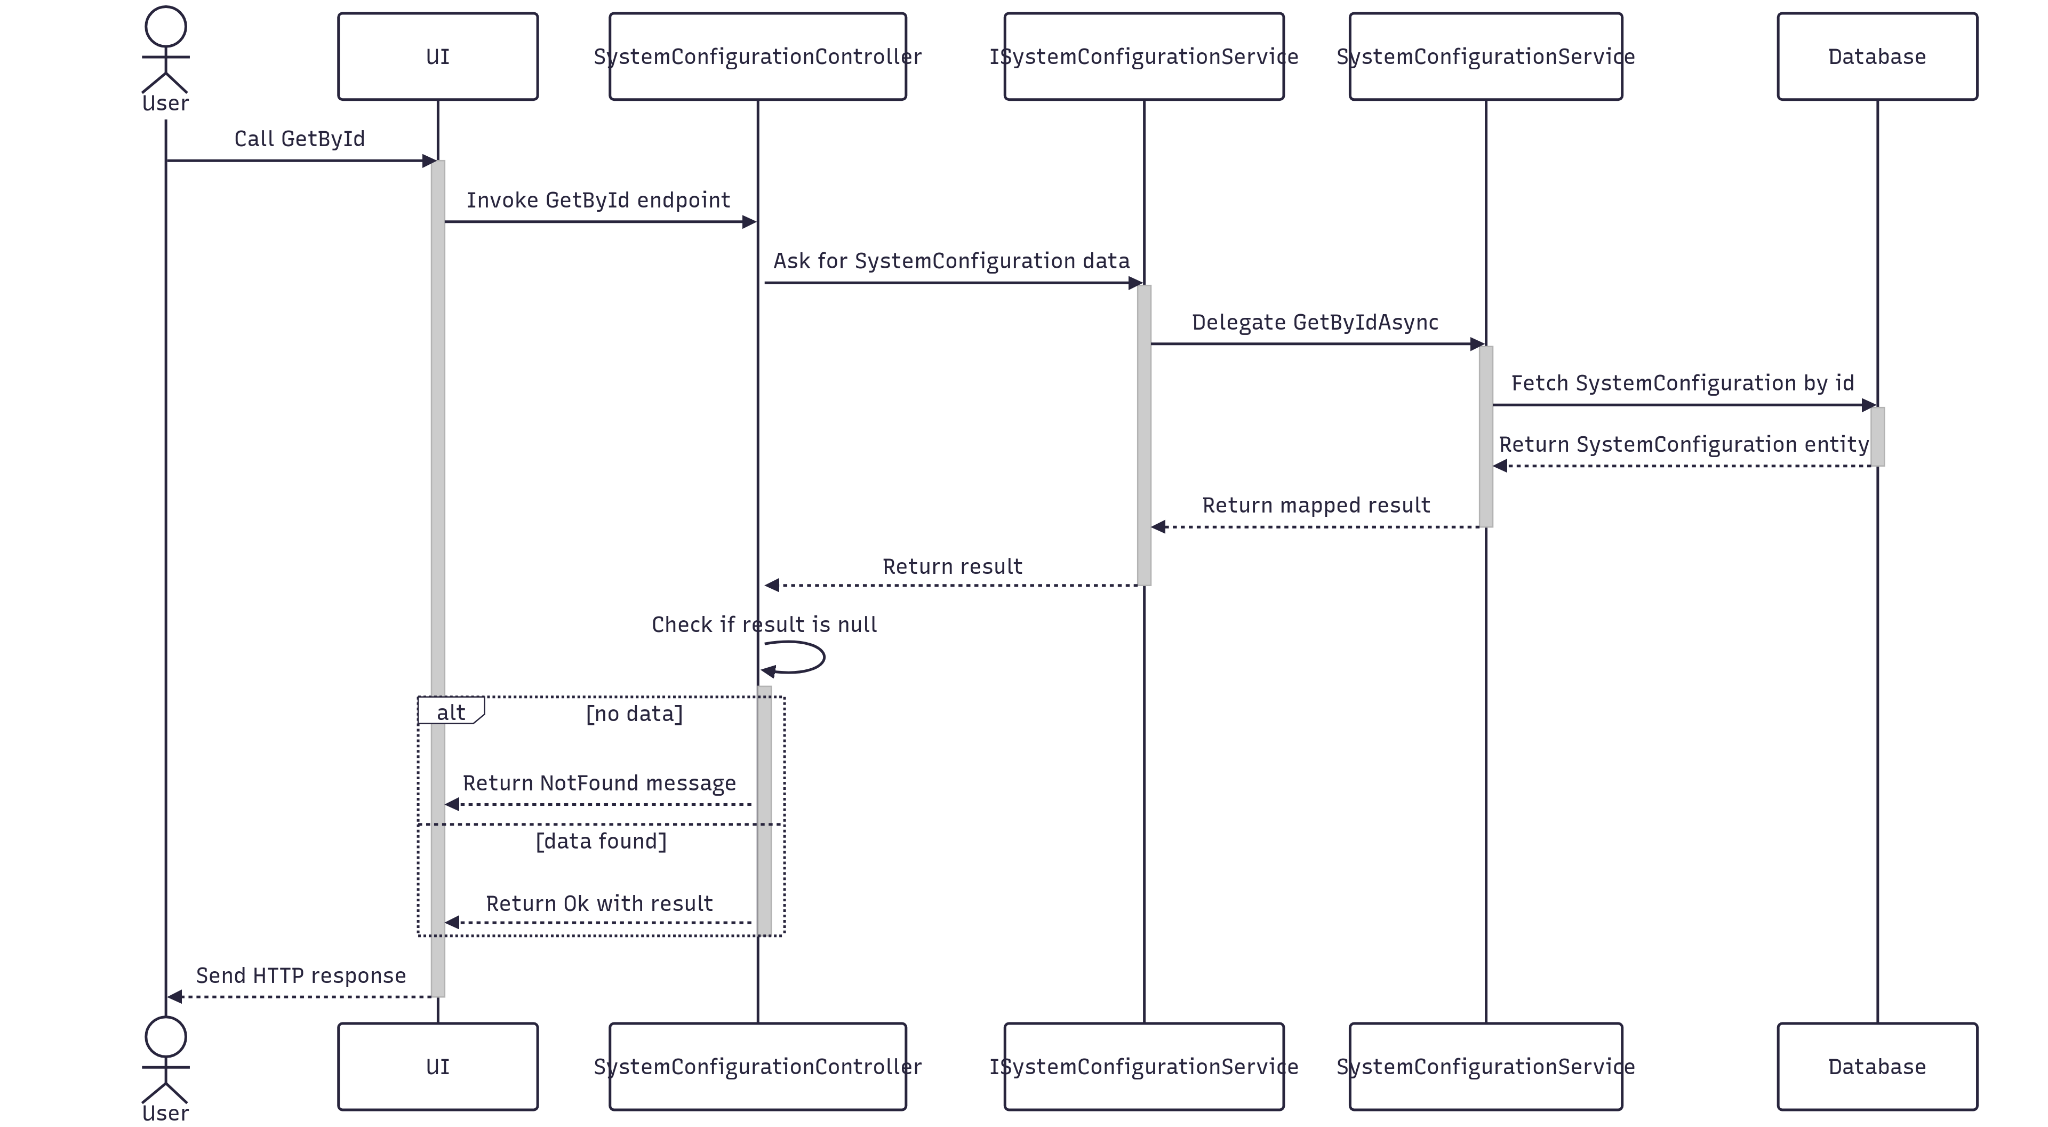 User
UI
SystemConfigurationController
ISystemConfigurationService
SystemConfigurationService
Database
Call GetById
Invoke GetById endpoint
Ask for SystemConfiguration data
Delegate GetByIdAsync
Fetch SystemConfiguration by id
Return SystemConfiguration entity
Return mapped result
Return result
Check if result is null
alt
[no data]
Return NotFound message
[data found]
Return Ok with result
Send HTTP response
User
UI
SystemConfigurationController
ISystemConfigurationService
SystemConfigurationService
Database